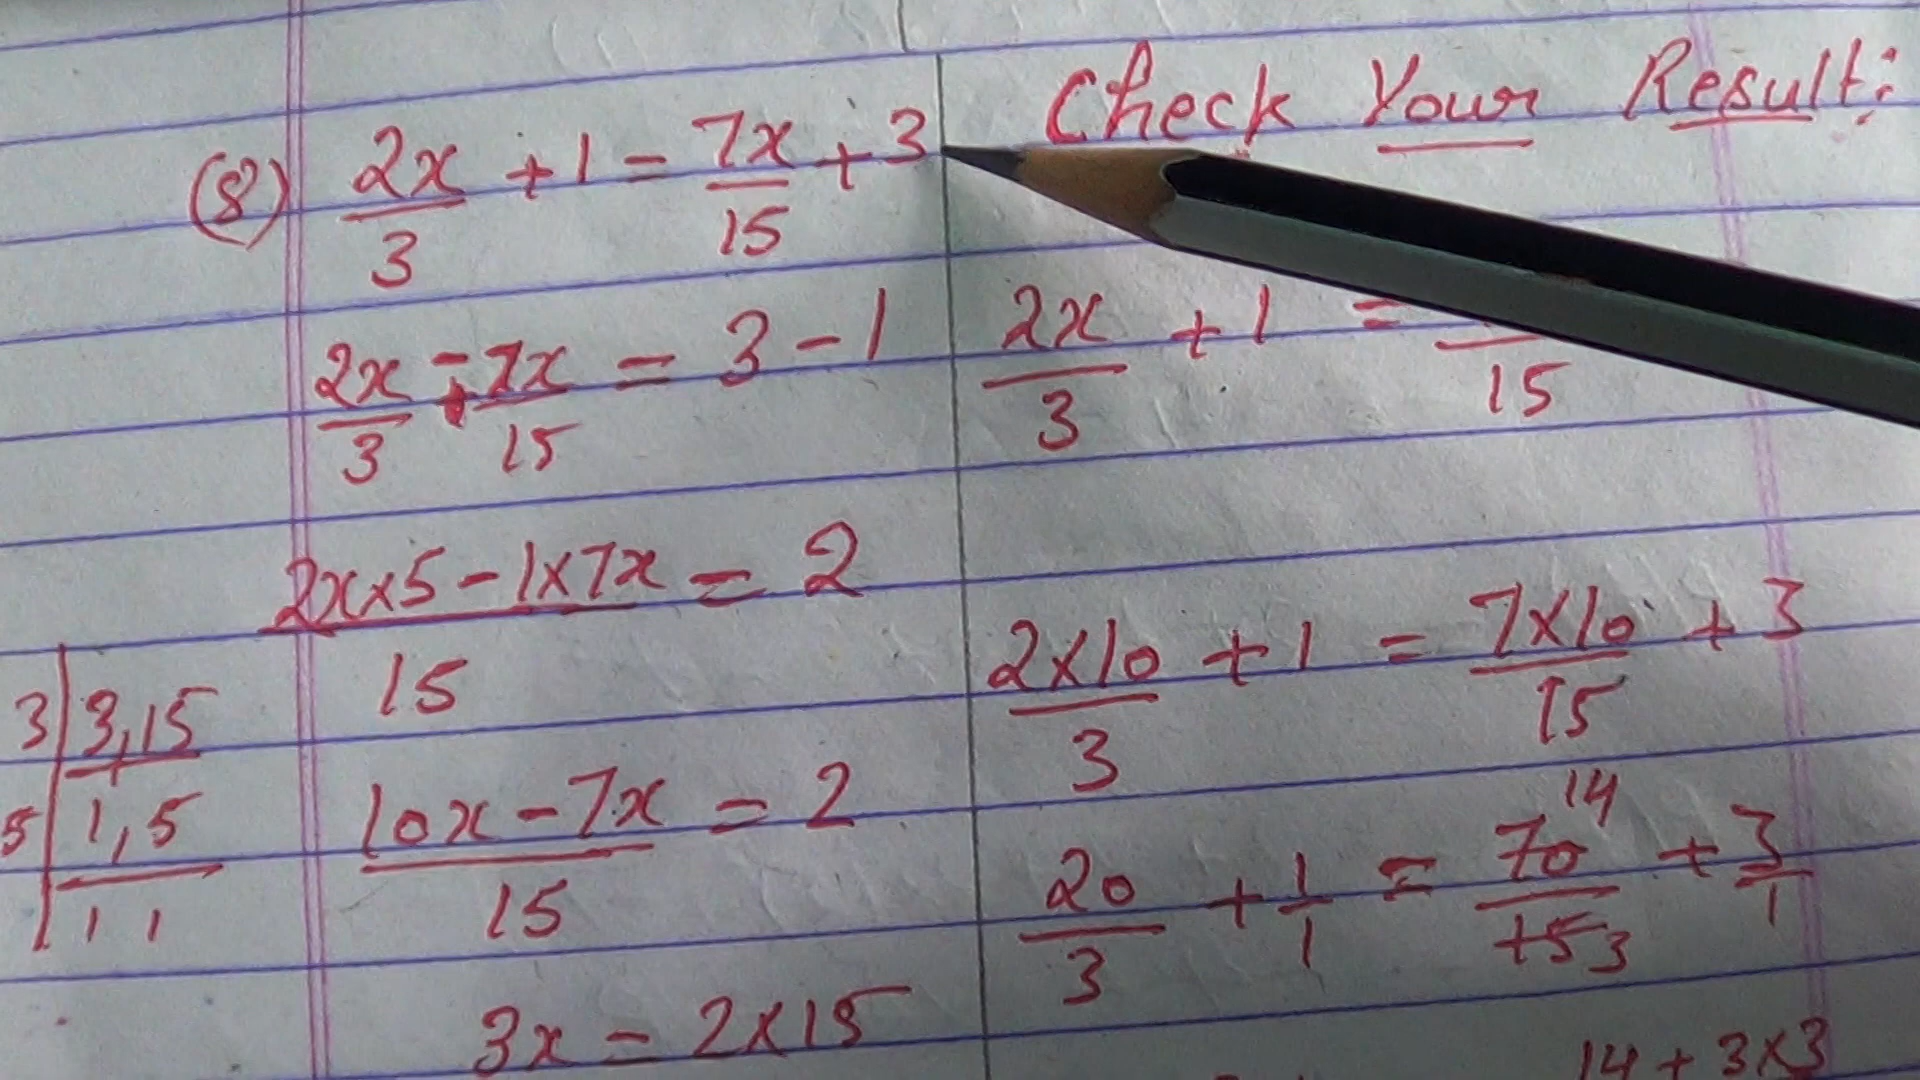 (8) 2x/3 + 1 = 7x/15 + 3
2x/3 - 7x/15 = 3 - 1
2x×5 - 1×7x / 15 = 2
3 | 3, 15
5 | 1, 5
1 1
10x - 7x / 15 = 2
3x = 2×15
Check Your Result:
2x/3 + 1 = /15
2×10/3 + 1 = 7×10/15 + 3
20/3 + 1/1 = 70/15 + 3/1
14
3
14 + 3×3